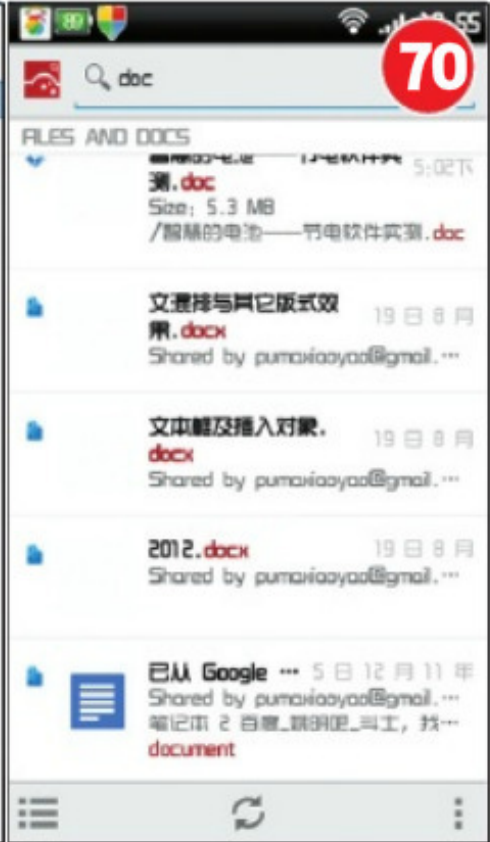 89
55
70
doc
FILES AND DOCS
5:02下
测.doc
Size: 5.3 MB
/智慧的电池——节电软件实测.doc
文混排与其它版式效
果.docx
19 日 8 月
Shared by pumaxiaoyao@gmail.…
文本框及插入对象.
docx
19 日 8 月
Shared by pumaxiaoyao@gmail.…
2012.docx
19 日 8 月
Shared by pumaxiaoyao@gmail.…
已从 Google … 5 日 12 月 11 年
Shared by pumaxiaoyao@gmail.…
笔记本 2 百度_姚明吧_斗士，找…
document